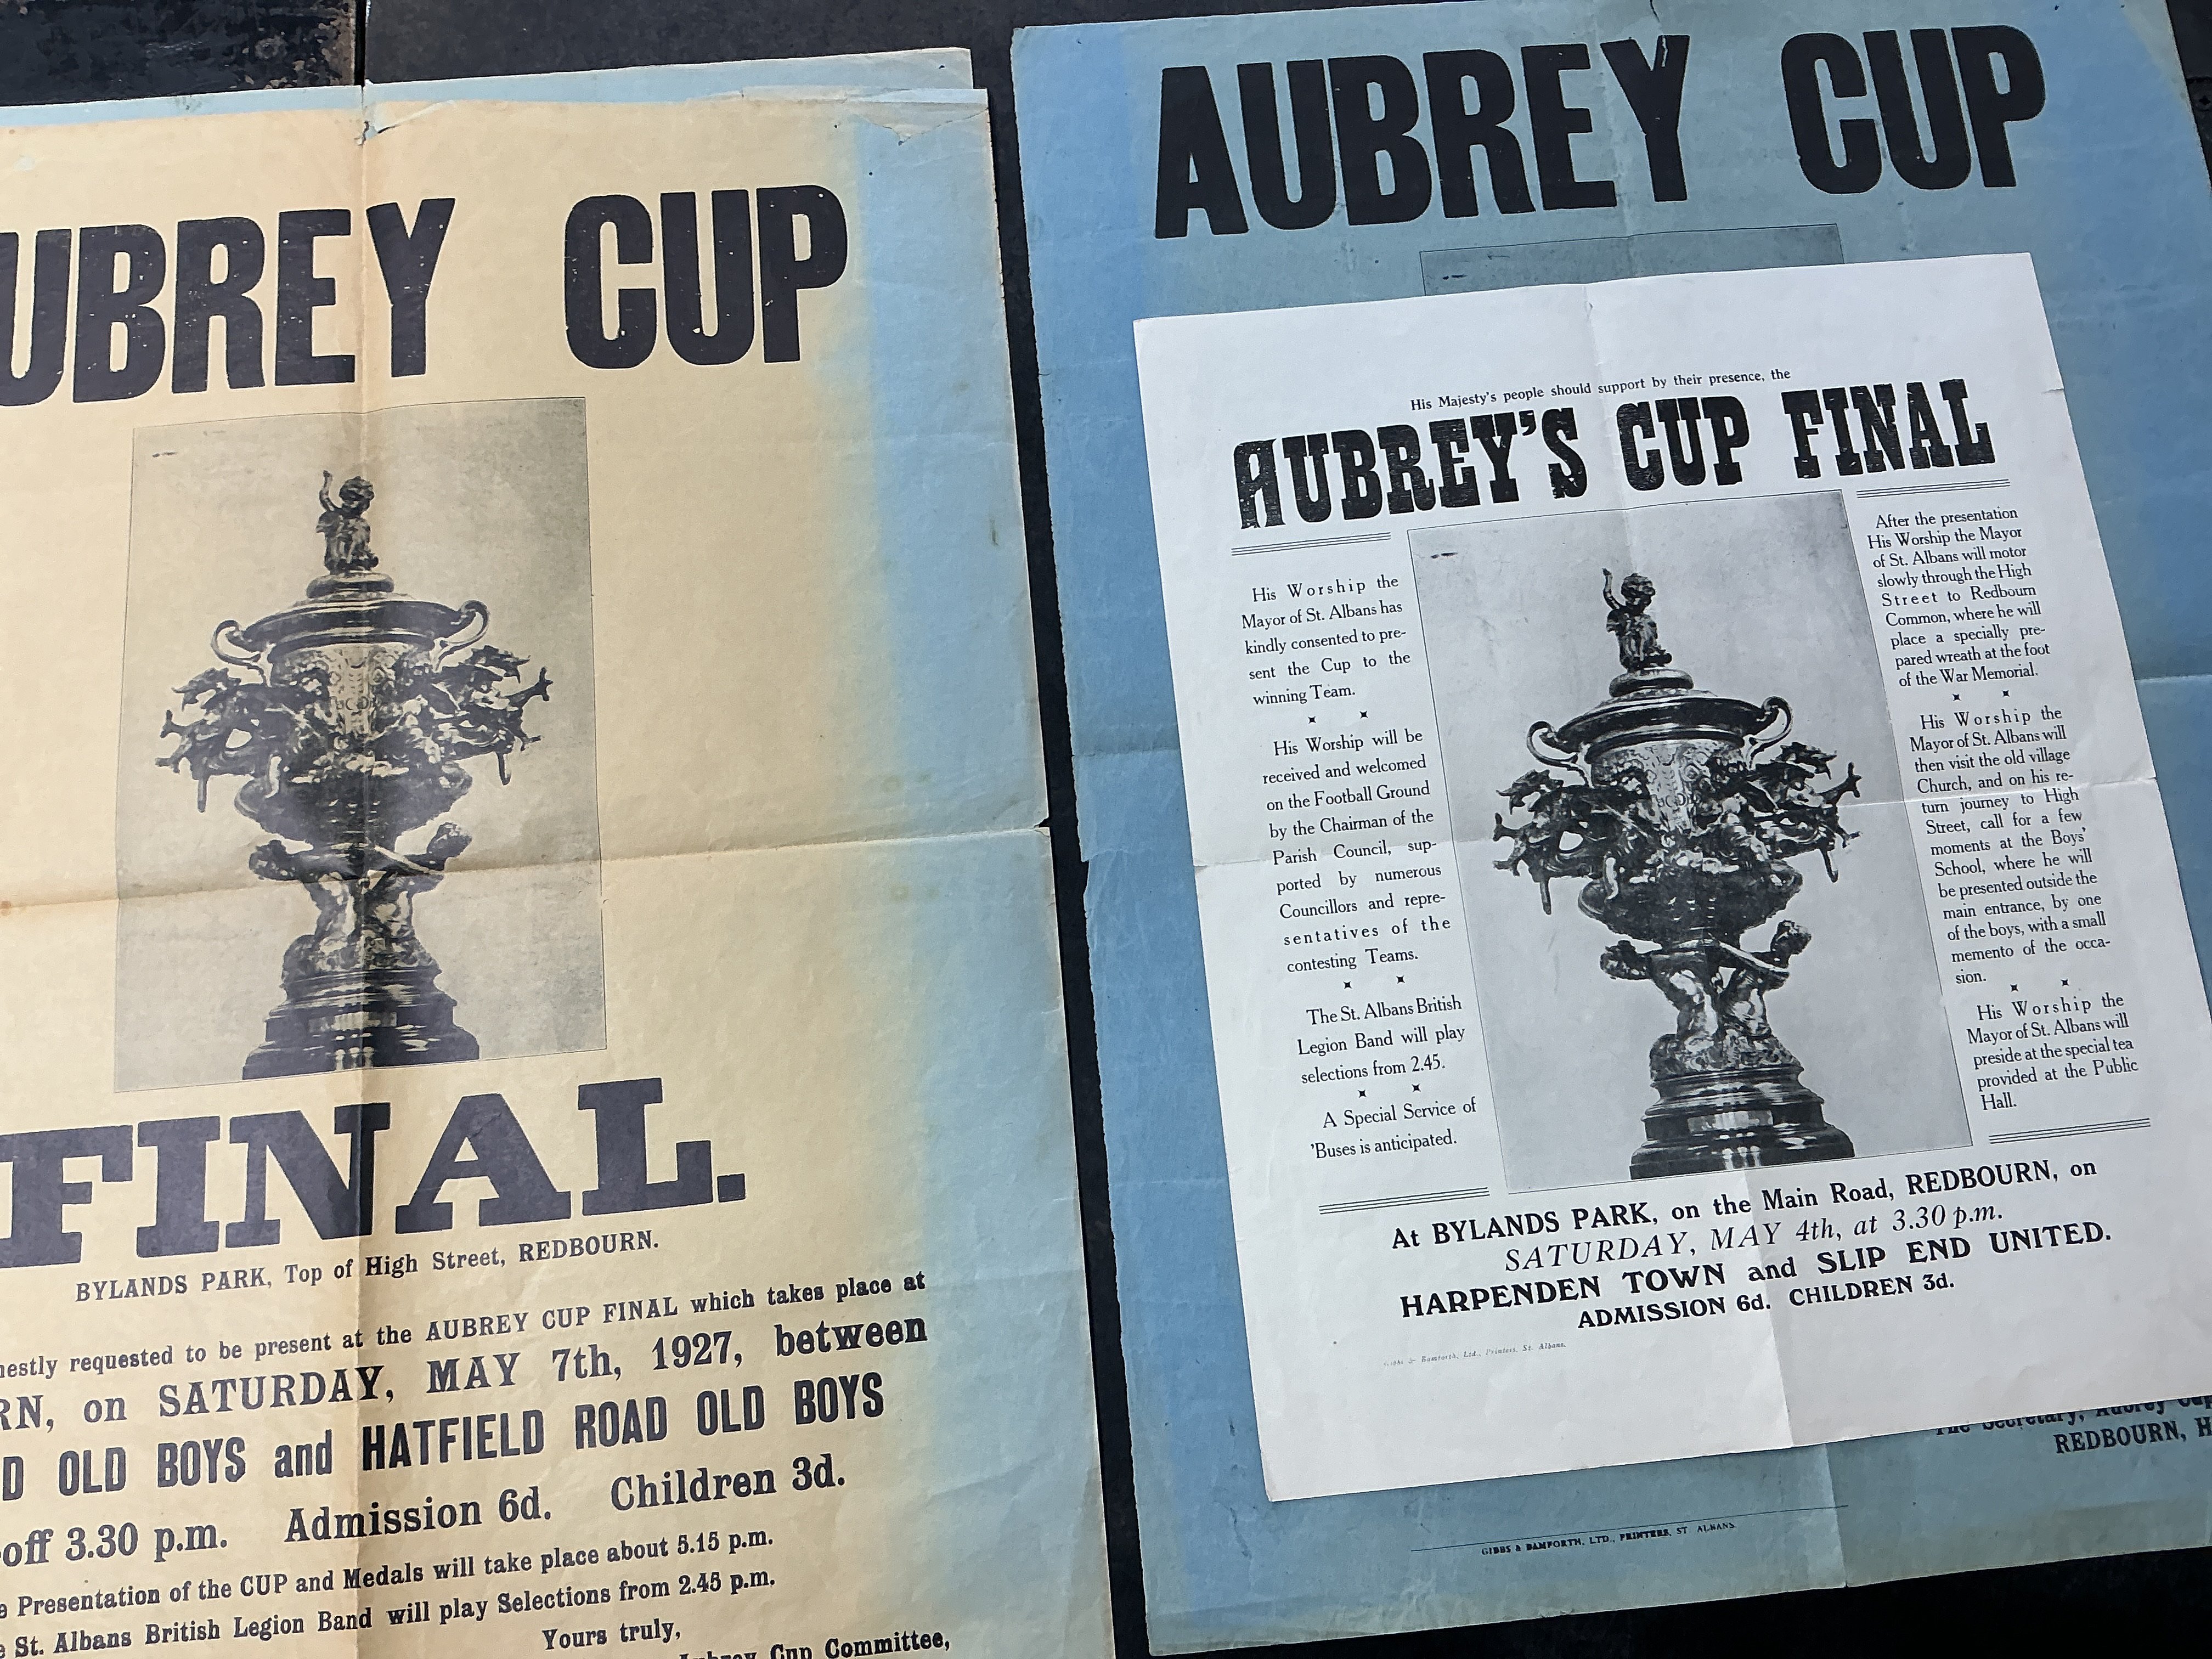 UBREY CUP
FINAL.
BYLANDS PARK, Top of High Street, REDBOURN.
requested to be present at the AUBREY CUP FINAL which takes place at
RN, on SATURDAY, MAY 7th, 1927, between
D OLD BOYS and HATFIELD ROAD OLD BOYS
off 3.30 p.m. Admission 6d. Children 3d.
Presentation of the CUP and Medals will take place about 5.15 p.m.
St. Albans British Legion Band will play Selections from 2.45 p.m.
Yours truly,
Aubrey Cup Committee,
AUBREY CUP
His Majesty's people should support by their presence, the
AUBREY'S CUP FINAL
His Worship the
Mayor of St. Albans has
kindly consented to pre-
sent the Cup to the
winning Team.
His Worship will be
received and welcomed
on the Football Ground
by the Chairman of the
Parish Council, sup-
ported by numerous
Councillors and repre-
sentatives of the
contesting Teams.
The St. Albans British
Legion Band will play
selections from 2.45.
A Special Service of
'Buses is anticipated.
After the presentation
His Worship the Mayor
of St. Albans will motor
slowly through the High
Street to Redbourn
Common, where he will
place a specially pre-
pared wreath at the foot
of the War Memorial.
His Worship the
Mayor of St. Albans will
then visit the old village
Church, and on his re-
turn journey to High
Street, call for a few
moments at the Boys'
School, where he will
be presented outside the
main entrance, by one
of the boys, with a small
memento of the occa-
sion.
His Worship the
Mayor of St. Albans will
preside at the special tea
provided at the Public
Hall.
At BYLANDS PARK, on the Main Road, REDBOURN, on
SATURDAY, MAY 4th, at 3.30 p.m.
HARPENDEN TOWN and SLIP END UNITED.
ADMISSION 6d. CHILDREN 3d.
Gibbs & Bamforth, Ltd., Printers, St. Albans.
The Secretary, Aubrey Cup
REDBOURN, H
GIBBS & BAMFORTH, LTD., PRINTERS, ST. ALBANS.